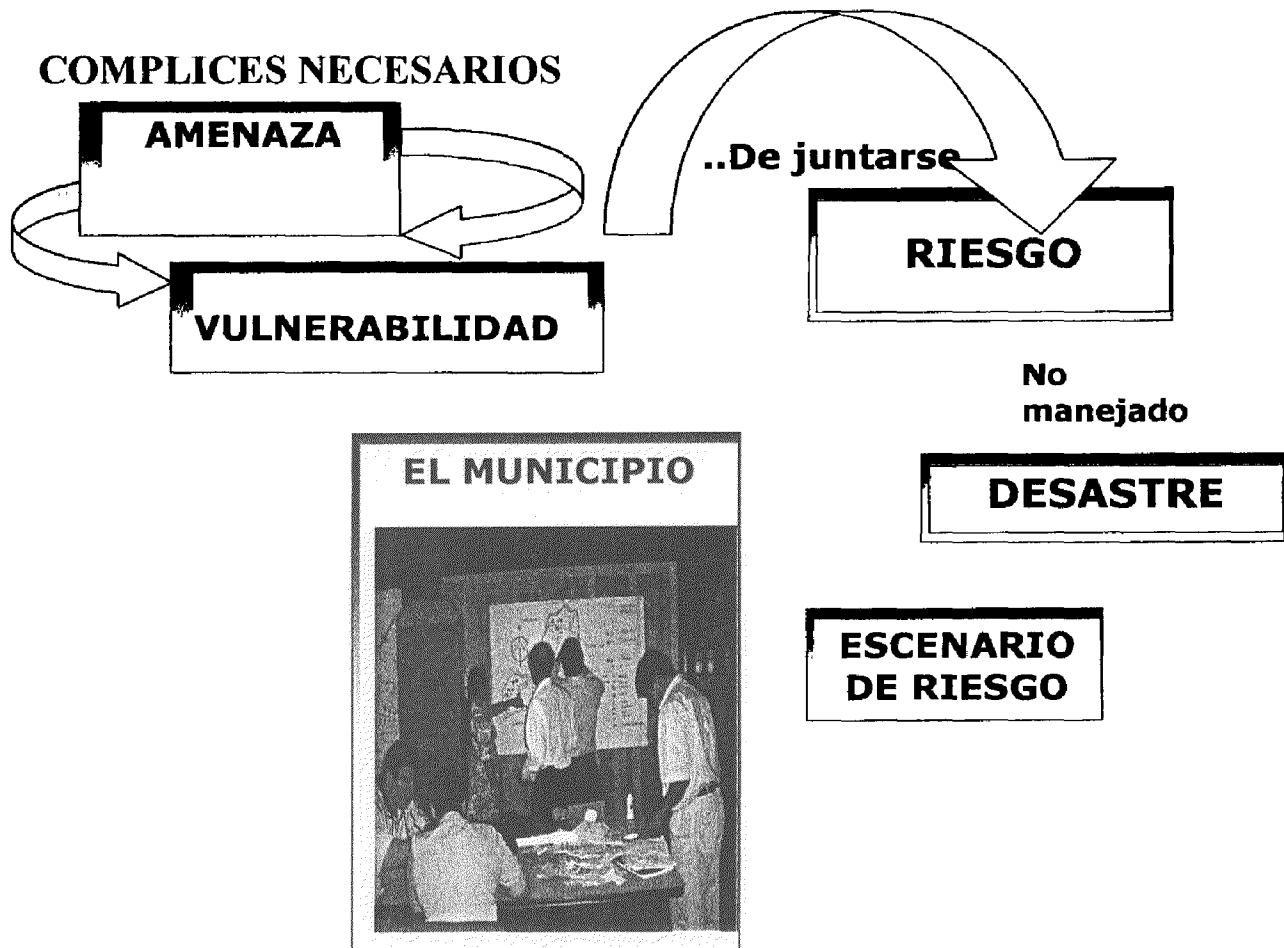 COMPLICES NECESARIOS
AMENAZA
VULNERABILIDAD
..De juntarse
RIESGO
No
manejado
DESASTRE
EL MUNICIPIO
ESCENARIO
DE RIESGO